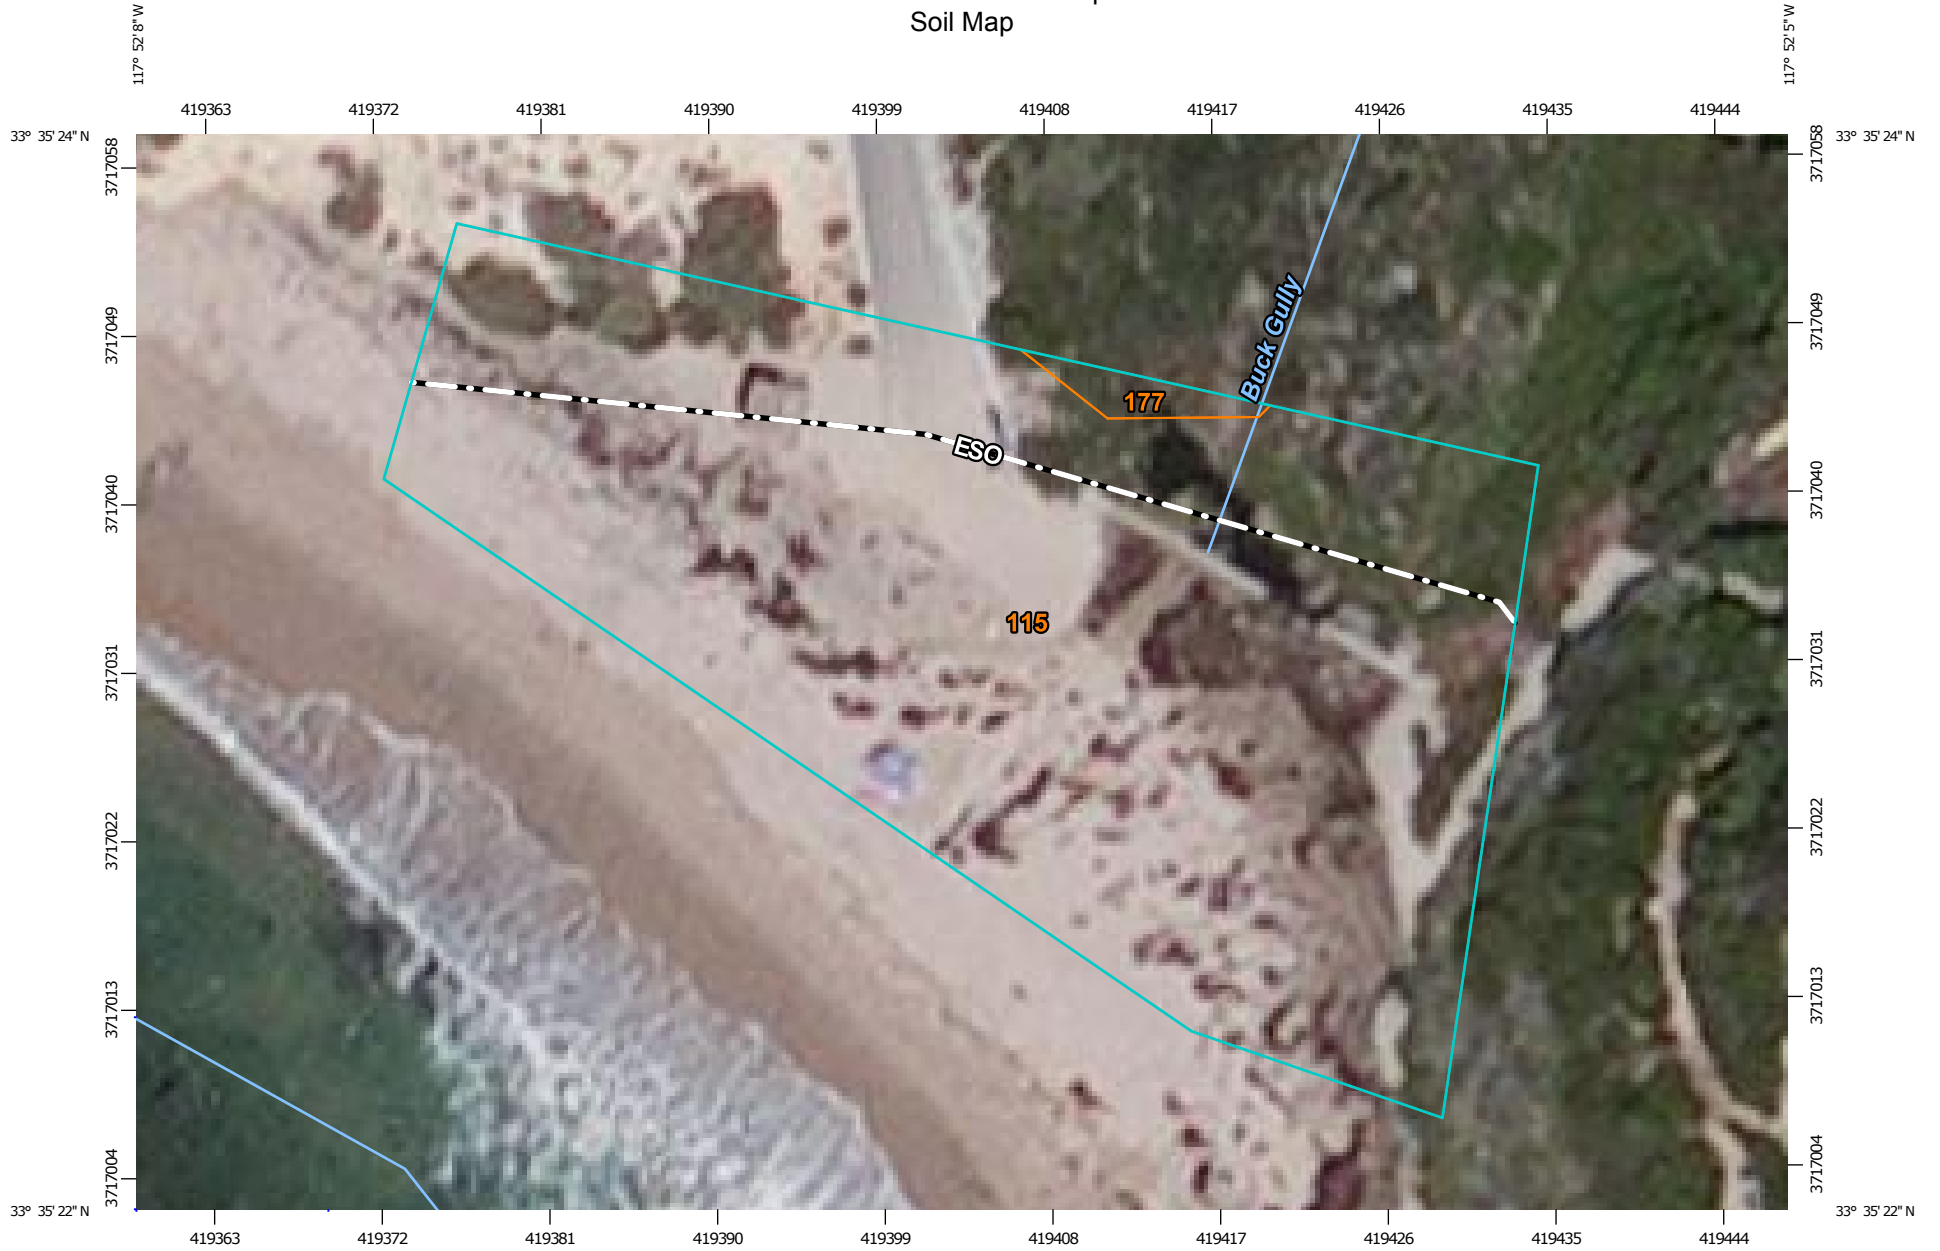 Soil Map
117° 52' 8" W
117° 52' 5" W
419363 419372 419381 419390 419399 419408 419417 419426 419435 419444
33° 35' 24" N
33° 35' 24" N
3717058
3717058
3717049
3717049
Buck Gully
177
ESO
3717040
3717040
115
3717031
3717031
3717022
3717022
3717013
3717013
3717004
3717004
33° 35' 22" N
33° 35' 22" N
419363 419372 419381 419390 419399 419408 419417 419426 419435 419444